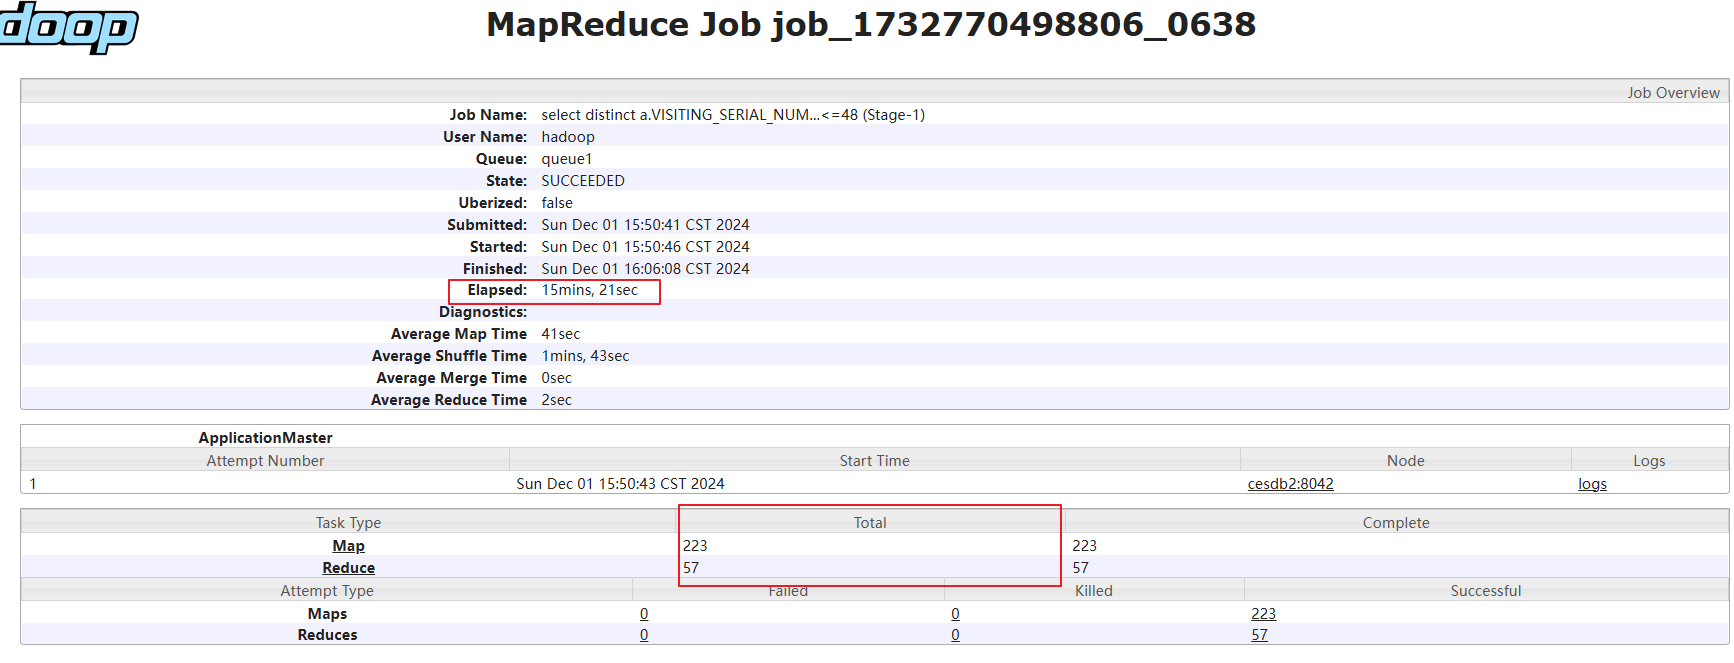 doop
MapReduce Job job_1732770498806_0638
Job Overview
Job Name: select distinct a.VISITING_SERIAL_NUM...<=48 (Stage-1)
User Name: hadoop
Queue: queue1
State: SUCCEEDED
Uberized: false
Submitted: Sun Dec 01 15:50:41 CST 2024
Started: Sun Dec 01 15:50:46 CST 2024
Finished: Sun Dec 01 16:06:08 CST 2024
Elapsed: 15mins, 21sec
Diagnostics:
Average Map Time 41sec
Average Shuffle Time 1mins, 43sec
Average Merge Time 0sec
Average Reduce Time 2sec
ApplicationMaster
Attempt Number Start Time Node Logs
1 Sun Dec 01 15:50:43 CST 2024 cesdb2:8042 logs
Task Type Total Complete
Map 223 223
Reduce 57 57
Attempt Type Failed Killed Successful
Maps 0 0 223
Reduces 0 0 57